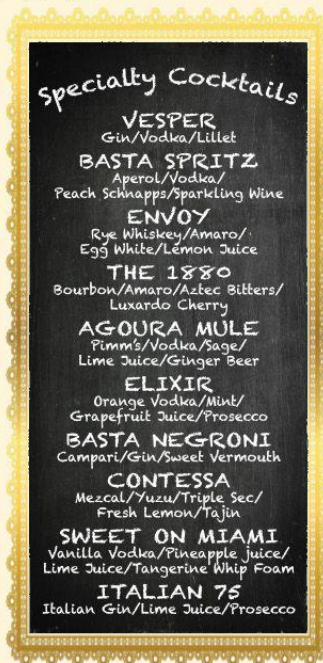 Specialty Cocktails
VESPER
Gin/Vodka/Lillet
BASTA SPRITZ
Aperol/Vodka/
Peach Schnapps/Sparkling Wine
ENVOY
Rye Whiskey/Amaro/
Egg White/Lemon Juice
THE 1880
Bourbon/Amaro/Aztec Bitters/
Luxardo Cherry
AGOURA MULE
Pimm's/Vodka/Sage/
Lime Juice/Ginger Beer
ELIXIR
Orange Vodka/Mint/
Grapefruit Juice/Prosecco
BASTA NEGRONI
Campari/Gin/Sweet Vermouth
CONTESSA
Mezcal/Yuzu/Triple Sec/
Fresh Lemon/Tajin
SWEET ON MIAMI
Vanilla Vodka/Pineapple juice/
Lime Juice/Tangerine Whip Foam
ITALIAN 75
Italian Gin/Lime Juice/Prosecco